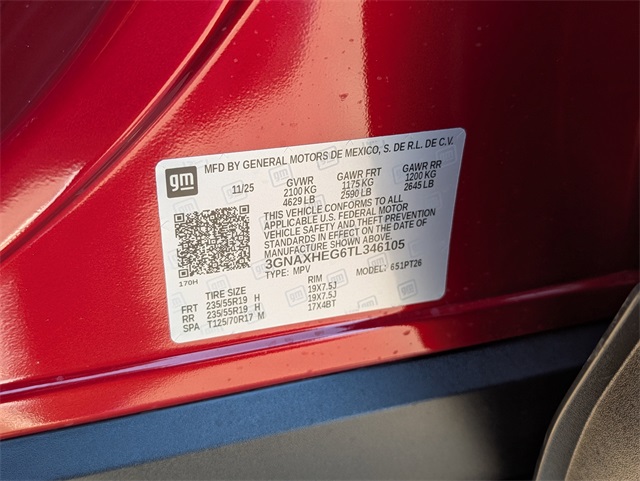 MFD BY GENERAL MOTORS DE MEXICO, S. DE R.L. DE C.V.
gm
11/25
GVWR GAWR FRT GAWR RR
2100 KG 1175 KG 1200 KG
4629 LB 2590 LB 2645 LB
THIS VEHICLE CONFORMS TO ALL
APPLICABLE U.S. FEDERAL MOTOR
VEHICLE SAFETY AND THEFT PREVENTION
STANDARDS IN EFFECT ON THE DATE OF
MANUFACTURE SHOWN ABOVE.
3GNAXHEG6TL346105
170H
TYPE: MPV MODEL: 651PT26
TIRE SIZE RIM
FRT 235/55R19 H 19X7.5J
RR 235/55R19 H 19X7.5J
SPA T125/70R17 M 17X4BT